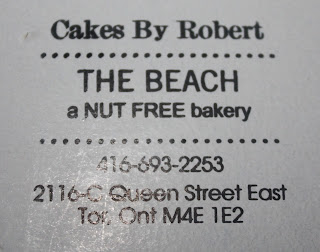 Cakes By Robert
THE BEACH
a NUT FREE bakery
416-693-2253
2116-C Queen Street East
Tor, Ont M4E 1E2